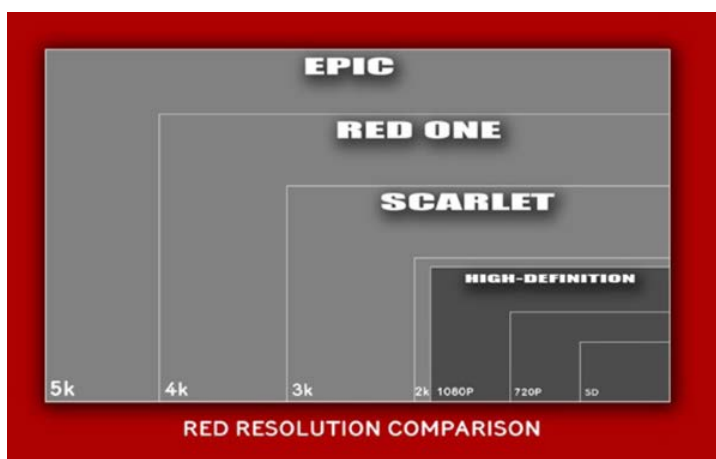 EPIC
RED ONE
SCARLET
HIGH-DEFINITION
5k 4k 3k 2k 1080P 720P SD
RED RESOLUTION COMPARISON